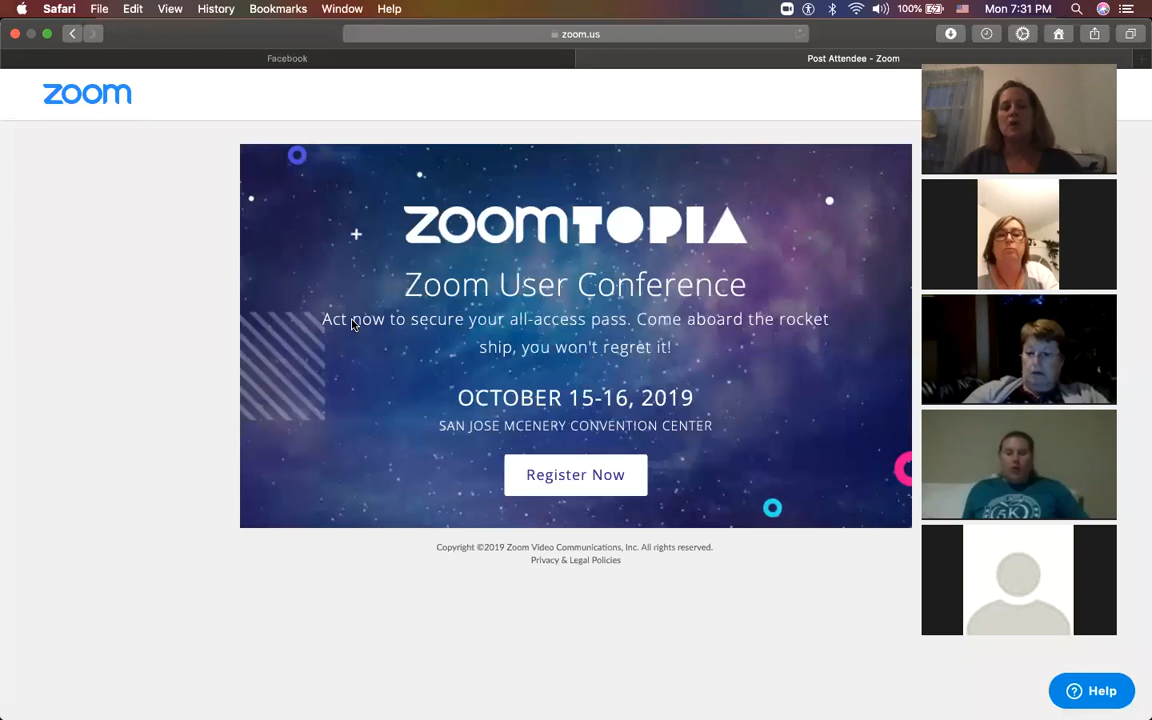 Safari File Edit View History Bookmarks Window Help 100% Mon 7:31 PM
zoom.us
Facebook Post Attendee - Zoom
zoom
zoomTOPIA
Zoom User Conference
Act now to secure your all-access pass. Come aboard the rocket
ship, you won't regret it!
OCTOBER 15-16, 2019
SAN JOSE MCENERY CONVENTION CENTER
Register Now
Copyright ©2019 Zoom Video Communications, Inc. All rights reserved.
Privacy & Legal Policies
5K
Help